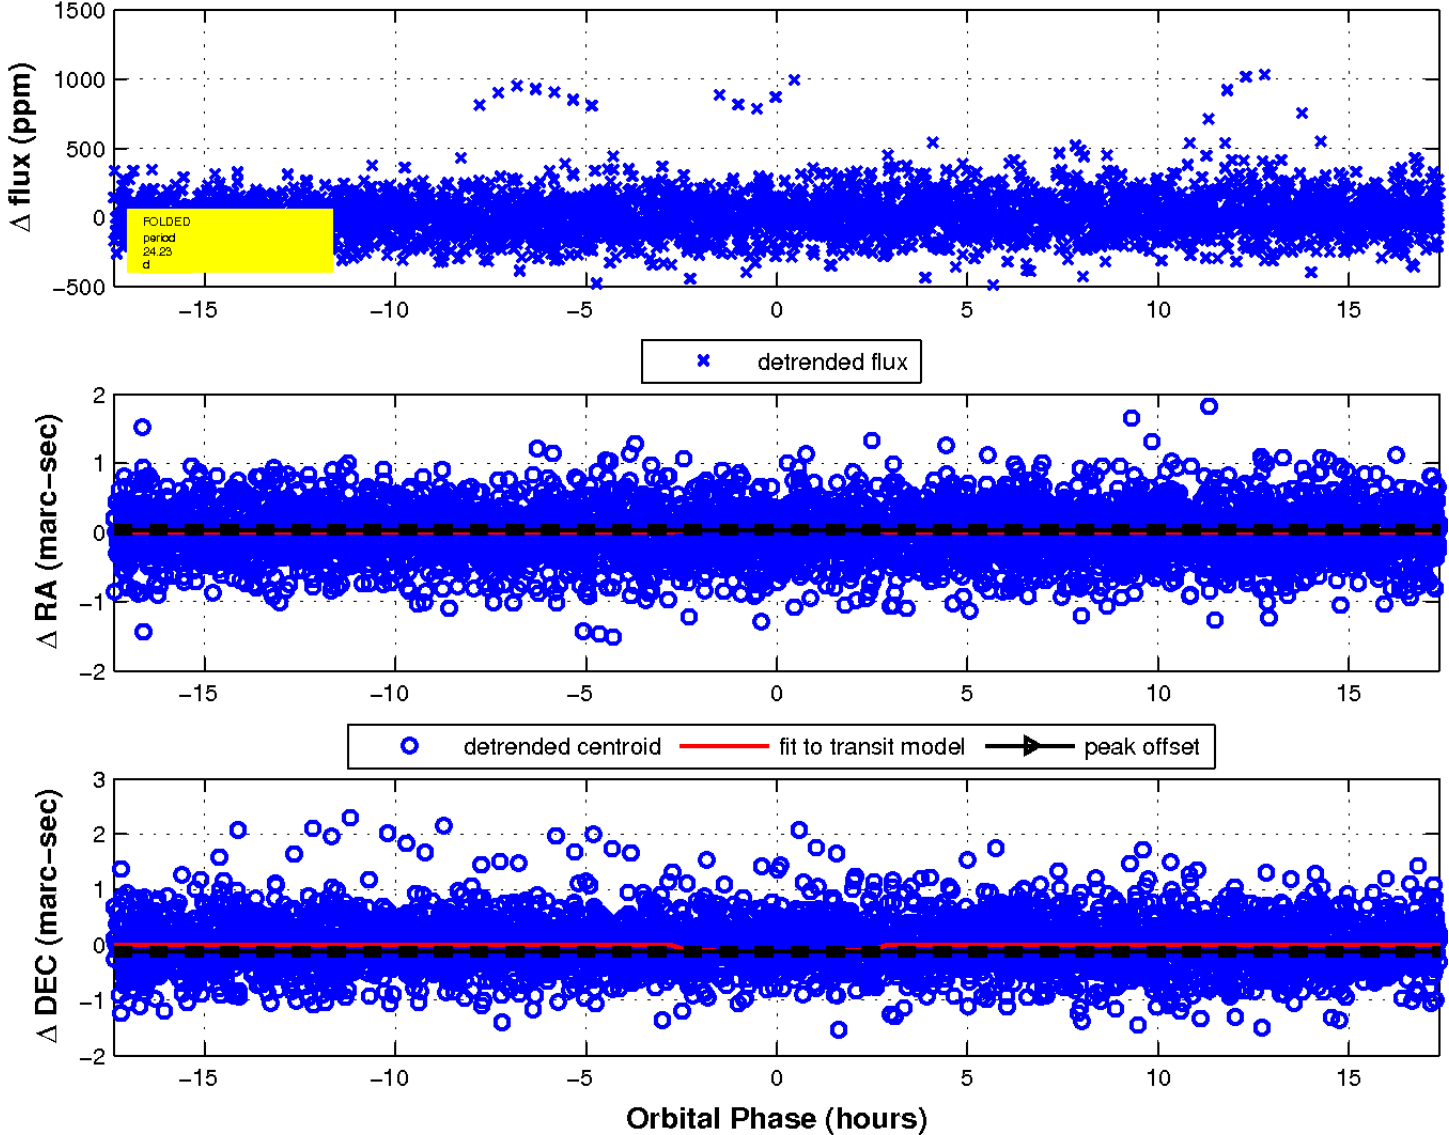 1500
1000
500
0
−500
Δ flux (ppm)
FOLDED
period
24.23
d
−15 −10 −5 0 5 10 15
detrended flux
2
1
0
−1
−2
Δ RA (marc−sec)
−15 −10 −5 0 5 10 15
detrended centroid fit to transit model peak offset
3
2
1
0
−1
−2
Δ DEC (marc−sec)
−15 −10 −5 0 5 10 15
Orbital Phase (hours)